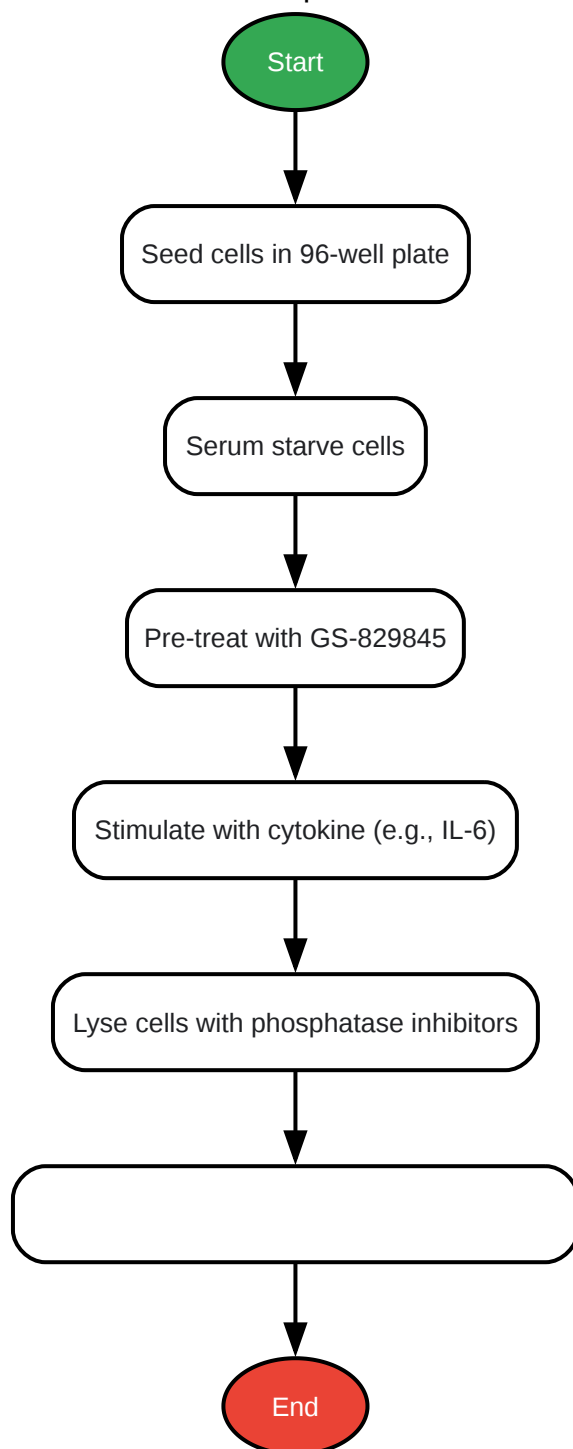 Start
Seed cells in 96-well plate
Serum starve cells
Pre-treat with GS-829845
Stimulate with cytokine (e.g., IL-6)
Lyse cells with phosphatase inhibitors
End